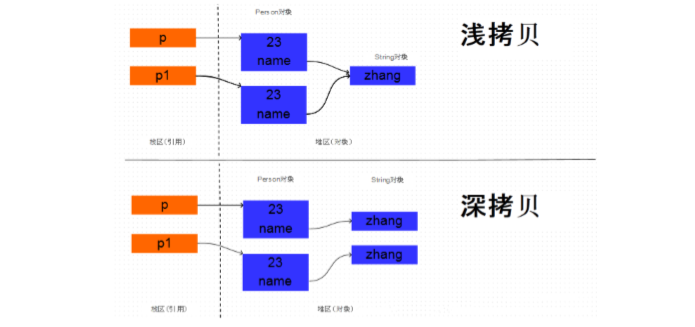 Person对象
浅拷贝
p
23
name
String对象
p1
zhang
23
name
栈区(引用)
堆区(对象)
Person对象
String对象
深拷贝
p
23
name
zhang
p1
zhang
23
name
栈区(引用)
堆区(对象)